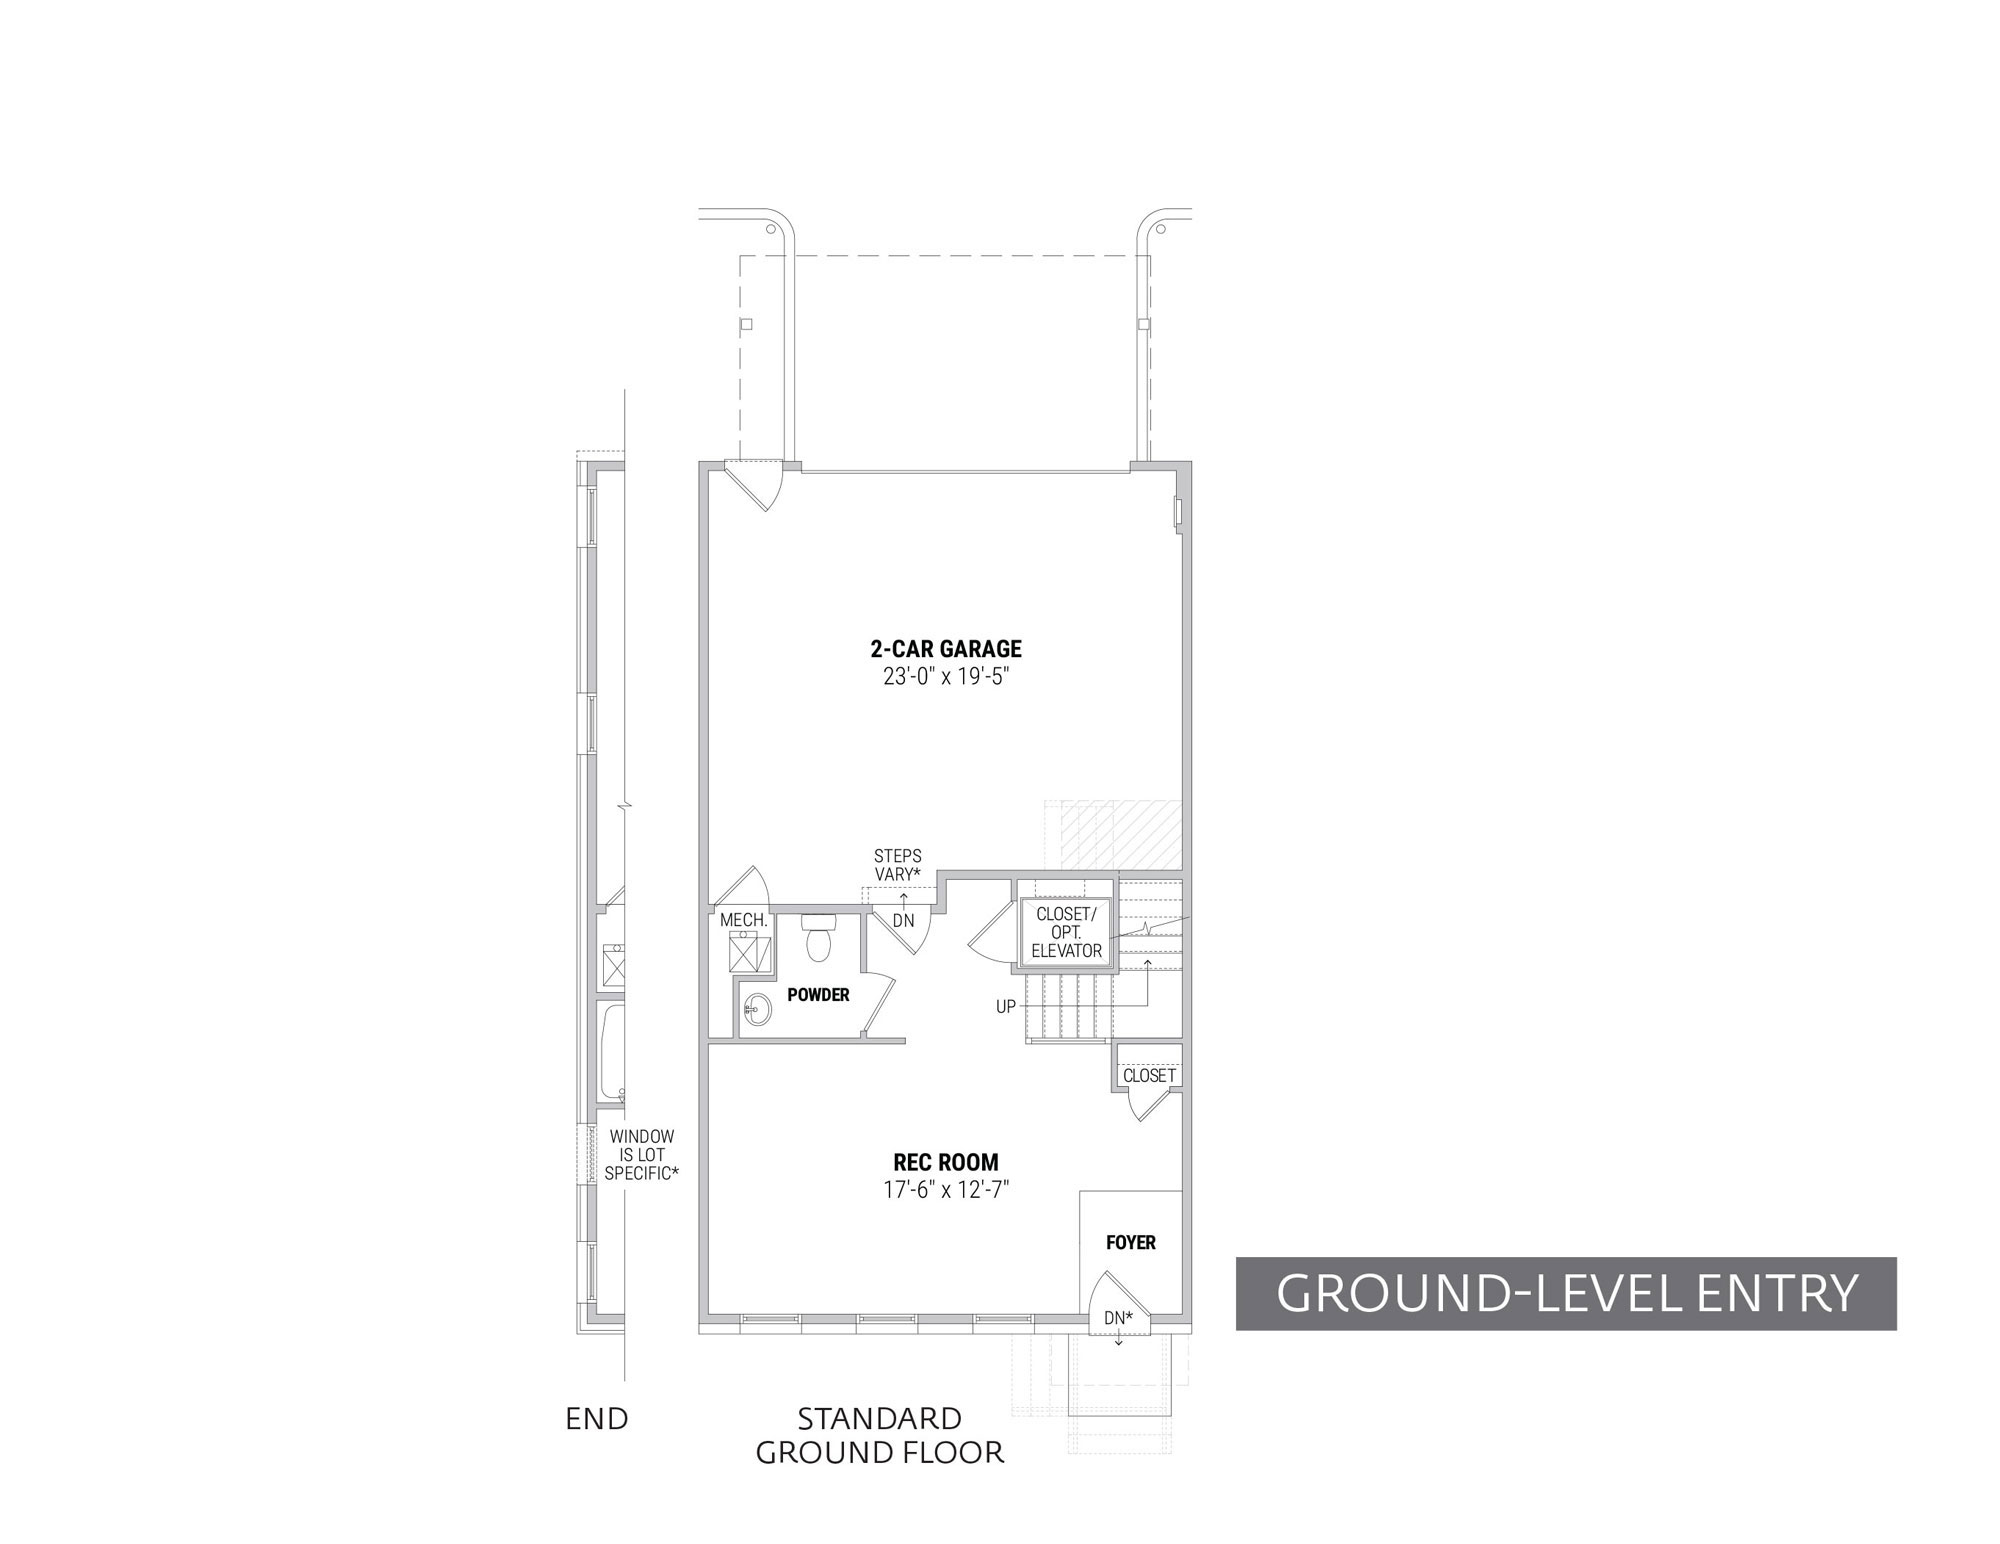 2-CAR GARAGE
23'-0" x 19'-5"
STEPS
VARY*
DN
MECH.
CLOSET/
OPT.
ELEVATOR
POWDER
UP
CLOSET
WINDOW
IS LOT
SPECIFIC*
REC ROOM
17'-6" x 12'-7"
FOYER
DN*
GROUND-LEVEL ENTRY
END
STANDARD
GROUND FLOOR